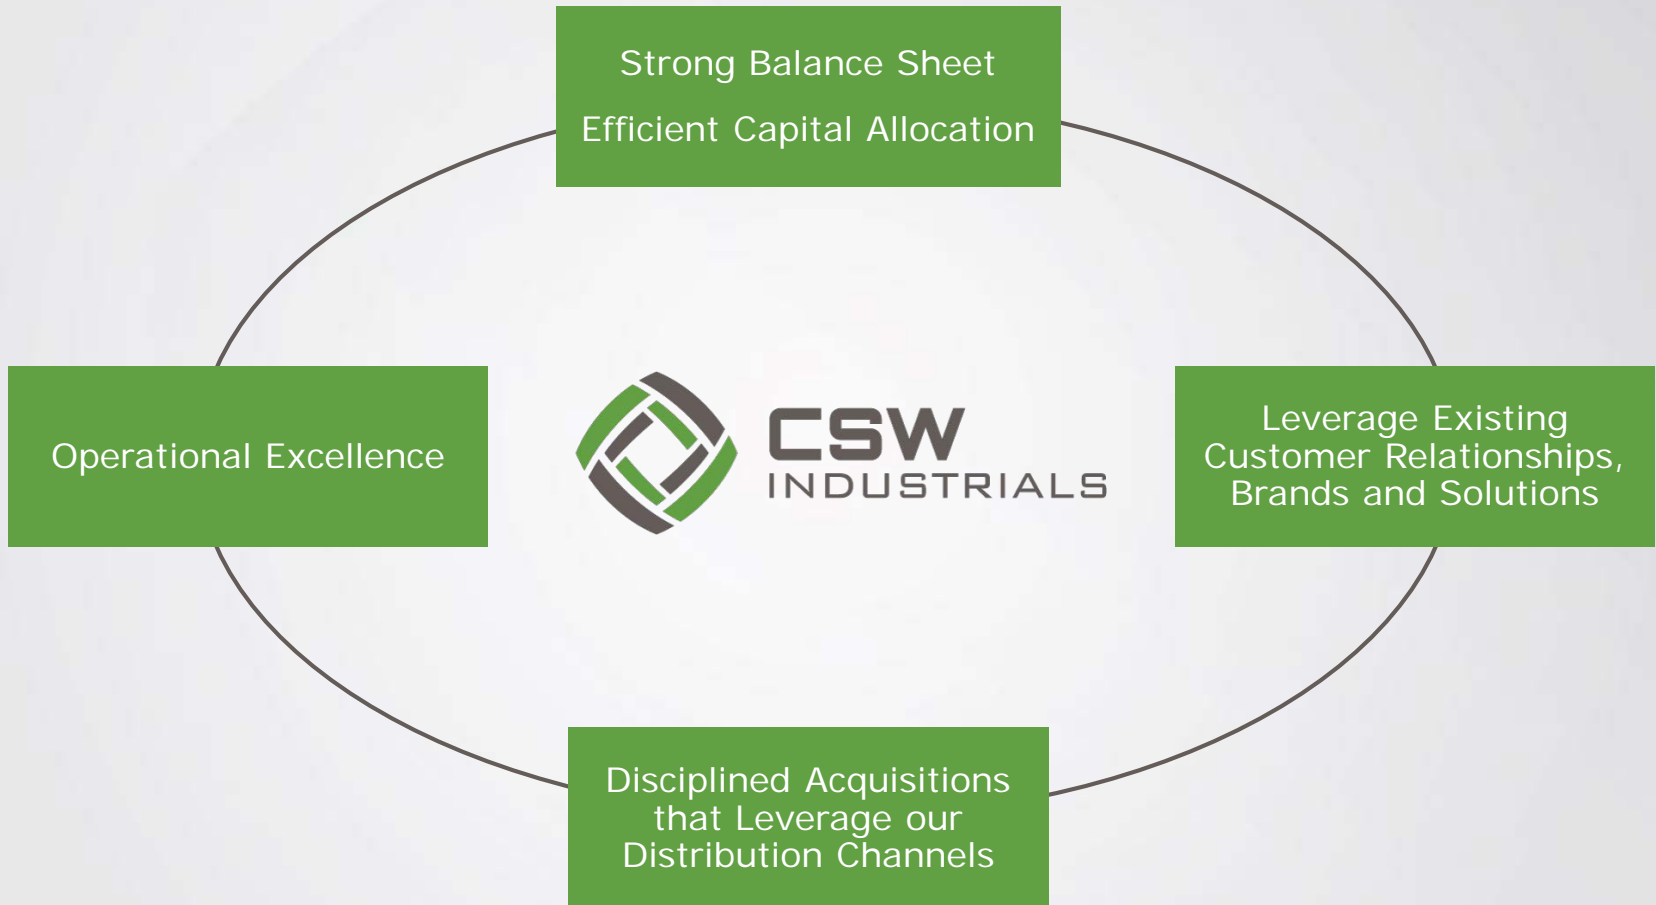 Strong Balance Sheet
Efficient Capital Allocation
Operational Excellence
CSW
INDUSTRIALS
Leverage Existing
Customer Relationships,
Brands and Solutions
Disciplined Acquisitions
that Leverage our
Distribution Channels